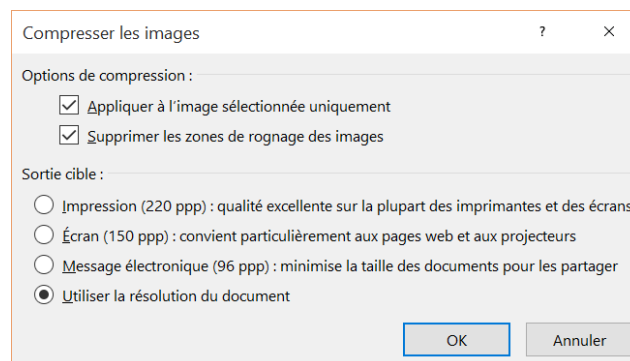 Compresser les images ? ×
Options de compression :
Appliquer à l'image sélectionnée uniquement
Supprimer les zones de rognage des images
Sortie cible :
Impression (220 ppp) : qualité excellente sur la plupart des imprimantes et des écrans
Écran (150 ppp) : convient particulièrement aux pages web et aux projecteurs
Message électronique (96 ppp) : minimise la taille des documents pour les partager
Utiliser la résolution du document
OK Annuler